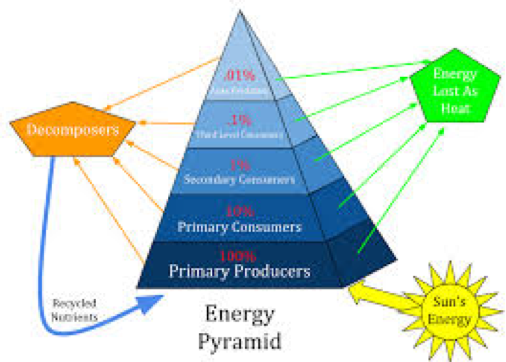 .01%
Apex Predators
.1%
Third Level Consumers
1%
Secondary Consumers
10%
Primary Consumers
100%
Primary Producers
Decomposers
Energy
Lost As
Heat
Recycled
Nutrients
Energy
Pyramid
Sun's
Energy